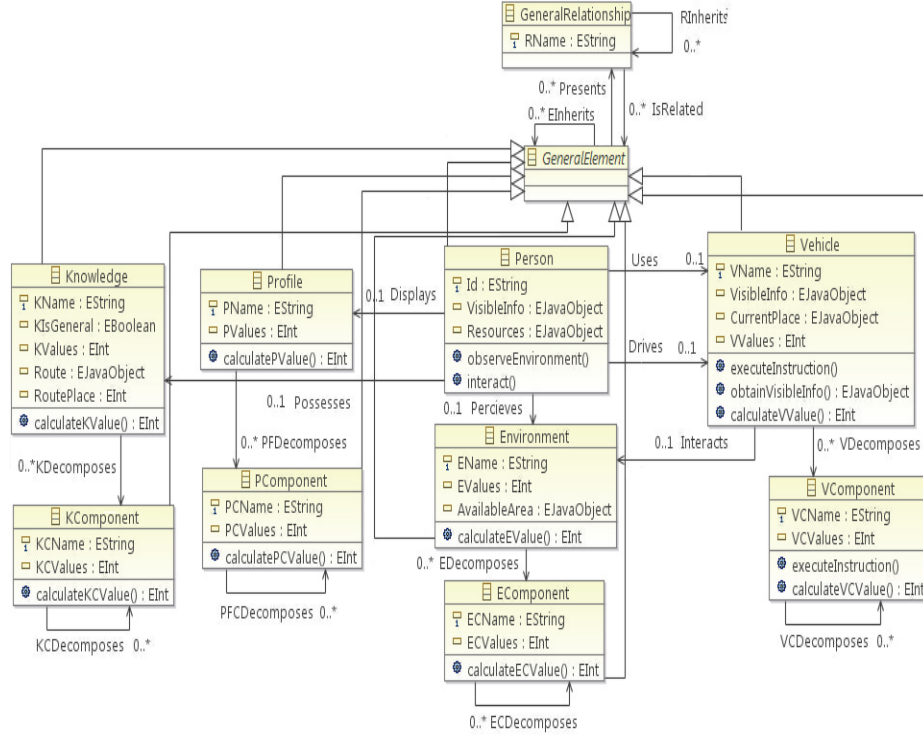 GeneralRelationship
RName : EString
RInherits
0..*
0..* Presents
0..* IsRelated
0..* EInherits
GeneralElement
Knowledge
KName : EString
KIsGeneral : EBoolean
KValues : EInt
Route : EJavaObject
RoutePlace : EInt
calculateKValue() : EInt
Profile
PName : EString
PValues : EInt
calculatePValue() : EInt
0..1 Displays
Person
Id : EString
VisibleInfo : EJavaObject
Resources : EJavaObject
observeEnvironment()
interact()
Uses 0..1
Drives 0..1
Vehicle
VName : EString
VisibleInfo : EJavaObject
CurrentPlace : EJavaObject
VValues : EInt
executeInstruction()
obtainVisibleInfo() : EJavaObject
calculateVValue() : EInt
0..1 Possesses
0..1 Percieves
0..*KDecomposes
0..* PFDecomposes
0..1 Interacts
0..* VDecomposes
Environment
EName : EString
EValues : EInt
AvailableArea : EJavaObject
calculateEValue() : EInt
KComponent
KCName : EString
KCValues : EInt
calculateKCValue() : EInt
KCDecomposes 0..*
PComponent
PCName : EString
PCValues : EInt
calculatePCValue() : EInt
PFCDecomposes 0..*
VComponent
VCName : EString
VCValues : EInt
executeInstruction()
calculateVCValue() : EInt
VCDecomposes 0..*
0..* EDecomposes
EComponent
ECName : EString
ECValues : EInt
calculateECValue() : EInt
0..* ECDecomposes